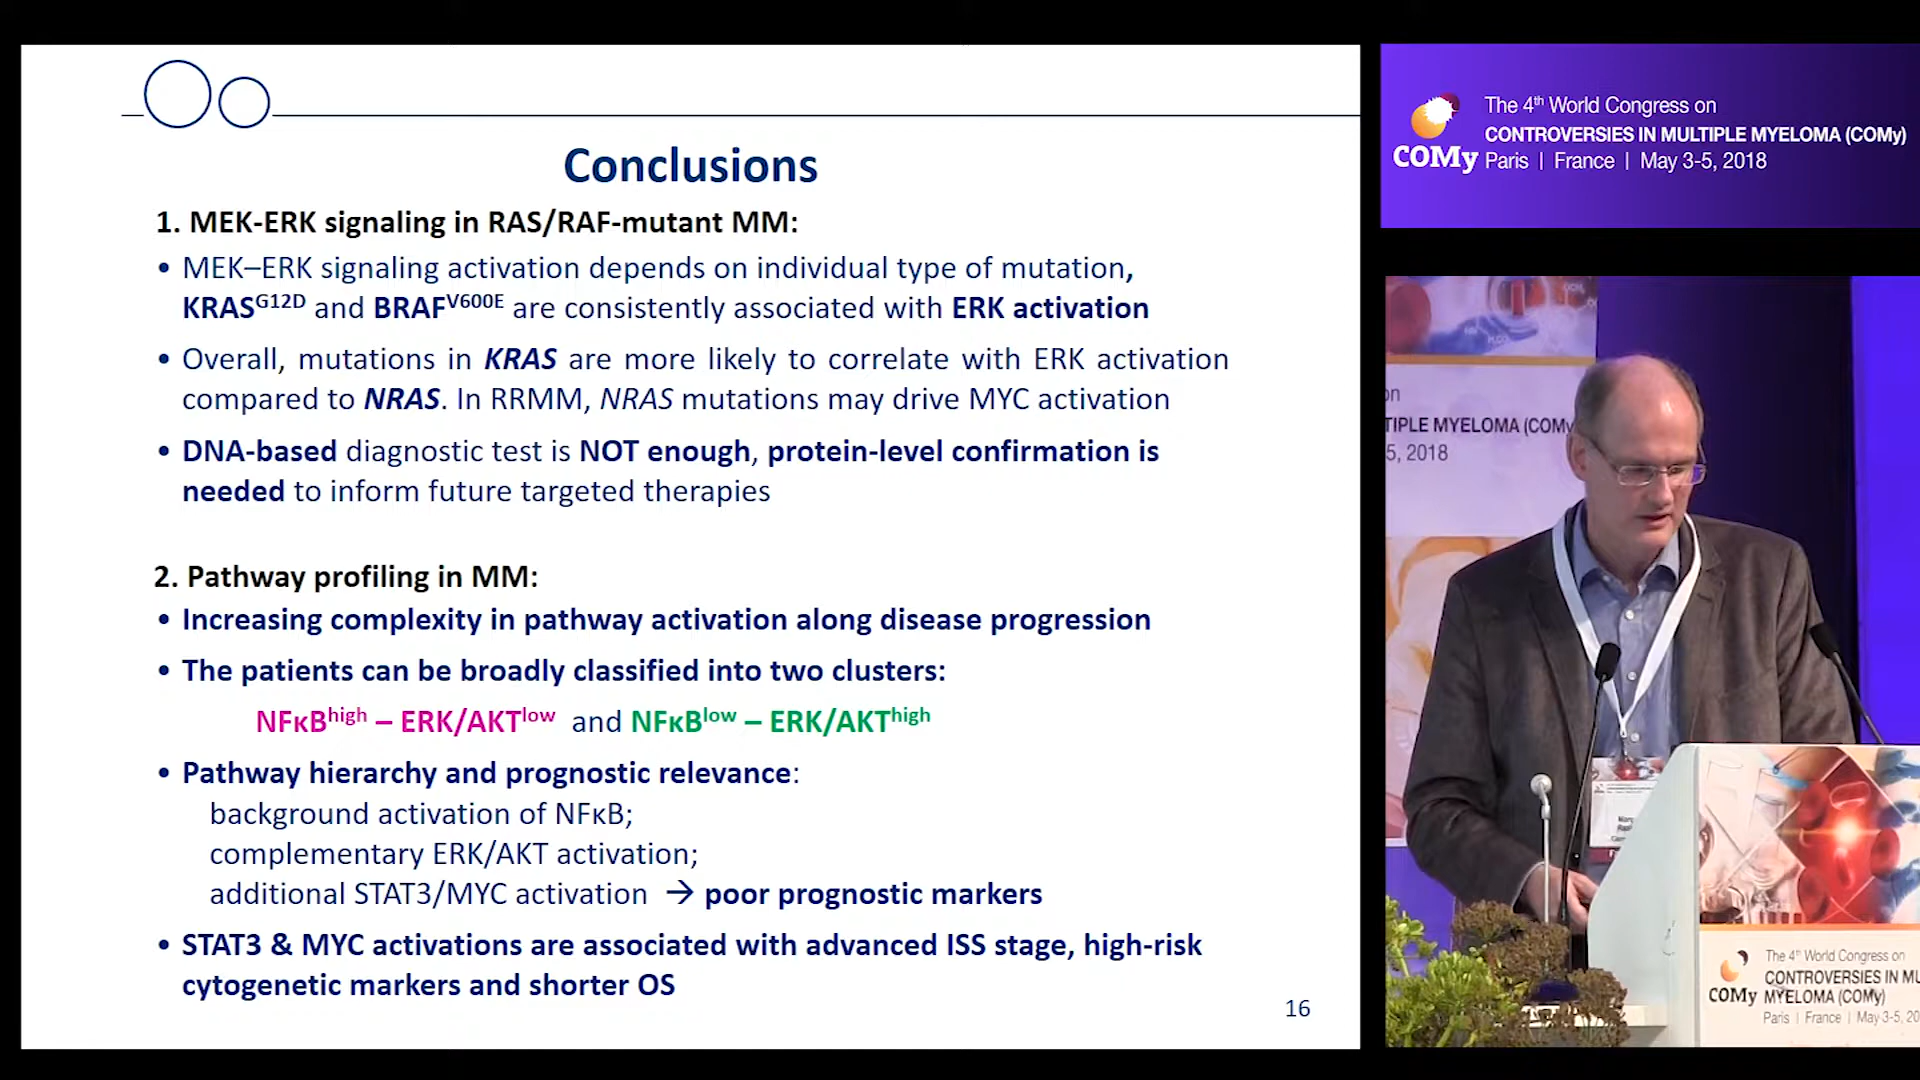 Conclusions
1. MEK-ERK signaling in RAS/RAF-mutant MM:
• MEK–ERK signaling activation depends on individual type of mutation,
KRASG12D and BRAFV600E are consistently associated with ERK activation
• Overall, mutations in KRAS are more likely to correlate with ERK activation
compared to NRAS. In RRMM, NRAS mutations may drive MYC activation
• DNA-based diagnostic test is NOT enough, protein-level confirmation is
needed to inform future targeted therapies
2. Pathway profiling in MM:
• Increasing complexity in pathway activation along disease progression
• The patients can be broadly classified into two clusters:
NFκBhigh – ERK/AKTlow and NFκBlow – ERK/AKThigh
• Pathway hierarchy and prognostic relevance:
background activation of NFκB;
complementary ERK/AKT activation;
additional STAT3/MYC activation → poor prognostic markers
• STAT3 & MYC activations are associated with advanced ISS stage, high-risk
cytogenetic markers and shorter OS
16
The 4th World Congress on
CONTROVERSIES IN MULTIPLE MYELOMA (COMy)
COMy Paris | France | May 3-5, 2018
on
TIPLE MYELOMA (COMy
5, 2018
The 4th World Congress on
CONTROVERSIES IN MU
COMy MYELOMA (COMy)
Paris | France | May 3-5, 20